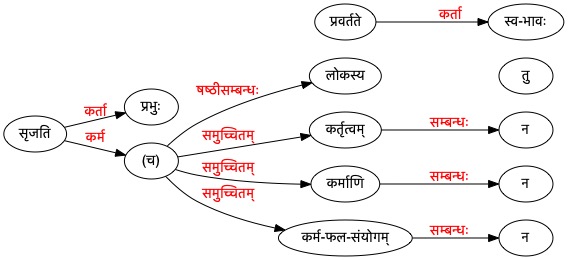 प्रवर्तते कर्ता स्व-भावः
षष्ठीसम्बन्धः लोकस्य तु
सृजति कर्ता प्रभुः
कर्म (च)
समुच्चितम् कर्तृत्वम् सम्बन्धः न
समुच्चितम् कर्माणि सम्बन्धः न
समुच्चितम् कर्म-फल-संयोगम् सम्बन्धः न